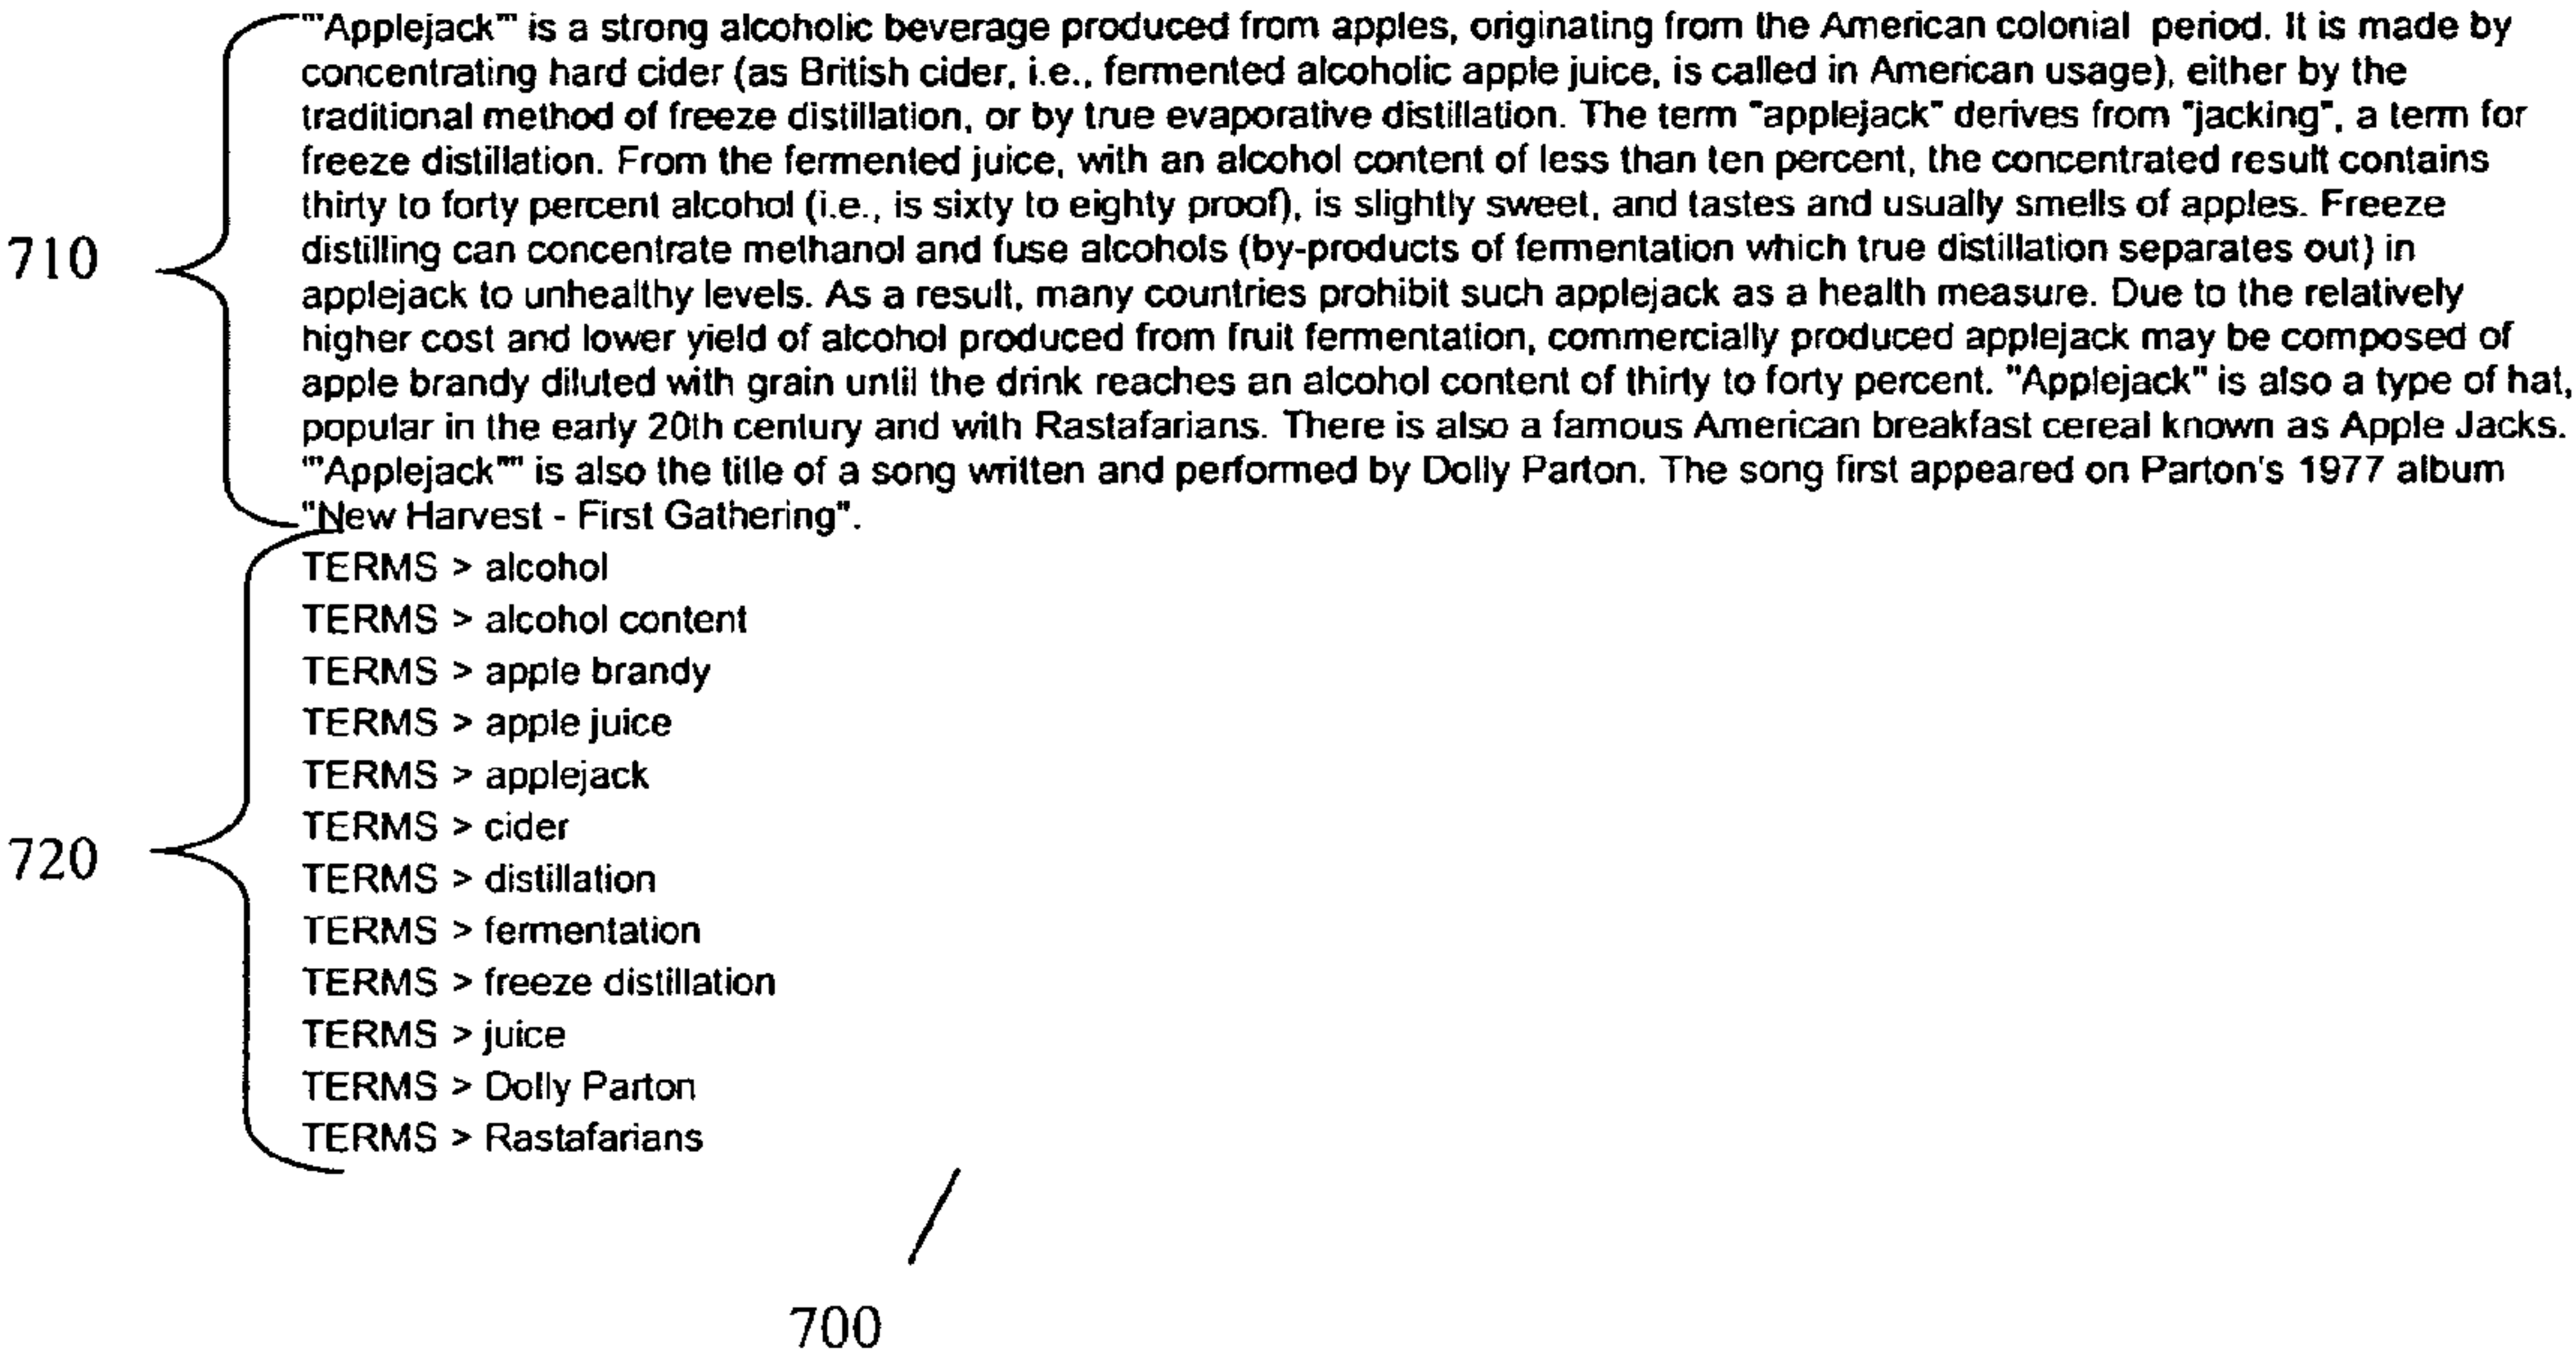 "'Applejack'" is a strong alcoholic beverage produced from apples, originating from the American colonial period. It is made by
concentrating hard cider (as British cider, i.e., fermented alcoholic apple juice, is called in American usage), either by the
traditional method of freeze distillation, or by true evaporative distillation. The term "applejack" derives from "jacking", a term for
freeze distillation. From the fermented juice, with an alcohol content of less than ten percent, the concentrated result contains
thirty to forty percent alcohol (i.e., is sixty to eighty proof), is slightly sweet, and tastes and usually smells of apples. Freeze
710
distilling can concentrate methanol and fuse alcohols (by-products of fermentation which true distillation separates out) in
applejack to unhealthy levels. As a result, many countries prohibit such applejack as a health measure. Due to the relatively
higher cost and lower yield of alcohol produced from fruit fermentation, commercially produced applejack may be composed of
apple brandy diluted with grain until the drink reaches an alcohol content of thirty to forty percent. "Applejack" is also a type of hat,
popular in the early 20th century and with Rastafarians. There is also a famous American breakfast cereal known as Apple Jacks.
"'Applejack"" is also the title of a song written and performed by Dolly Parton. The song first appeared on Parton's 1977 album
"New Harvest - First Gathering".
TERMS > alcohol
TERMS > alcohol content
TERMS > apple brandy
TERMS > apple juice
TERMS > applejack
TERMS > cider
720
TERMS > distillation
TERMS > fermentation
TERMS > freeze distillation
TERMS > juice
TERMS > Dolly Parton
TERMS > Rastafarians
700